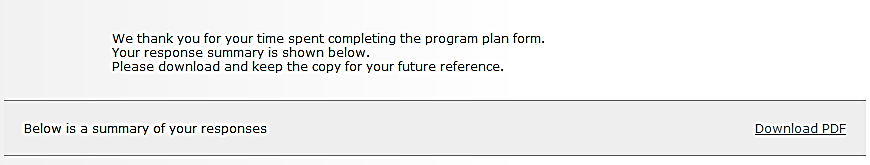 We thank you for your time spent completing the program plan form.
Your response summary is shown below.
Please download and keep the copy for your future reference.
Below is a summary of your responses
Download PDF